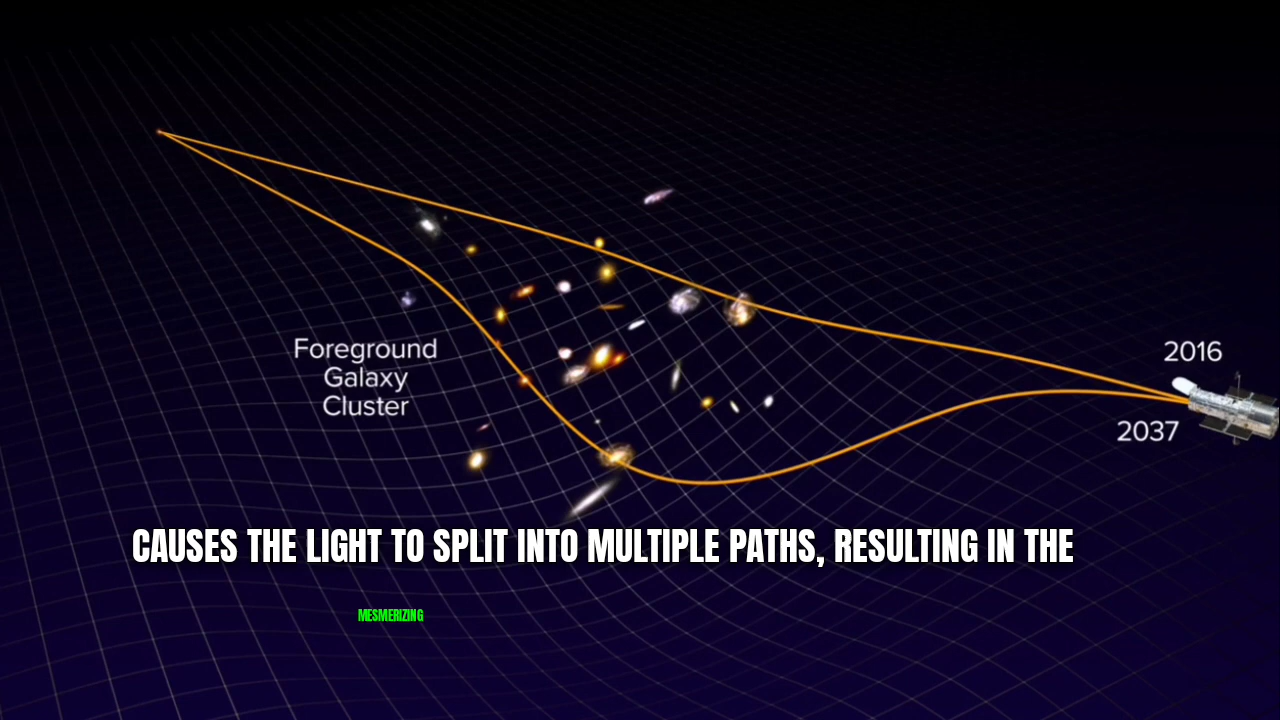 Foreground
Galaxy
Cluster
2016
2037
CAUSES THE LIGHT TO SPLIT INTO MULTIPLE PATHS, RESULTING IN THE
MESMERIZING